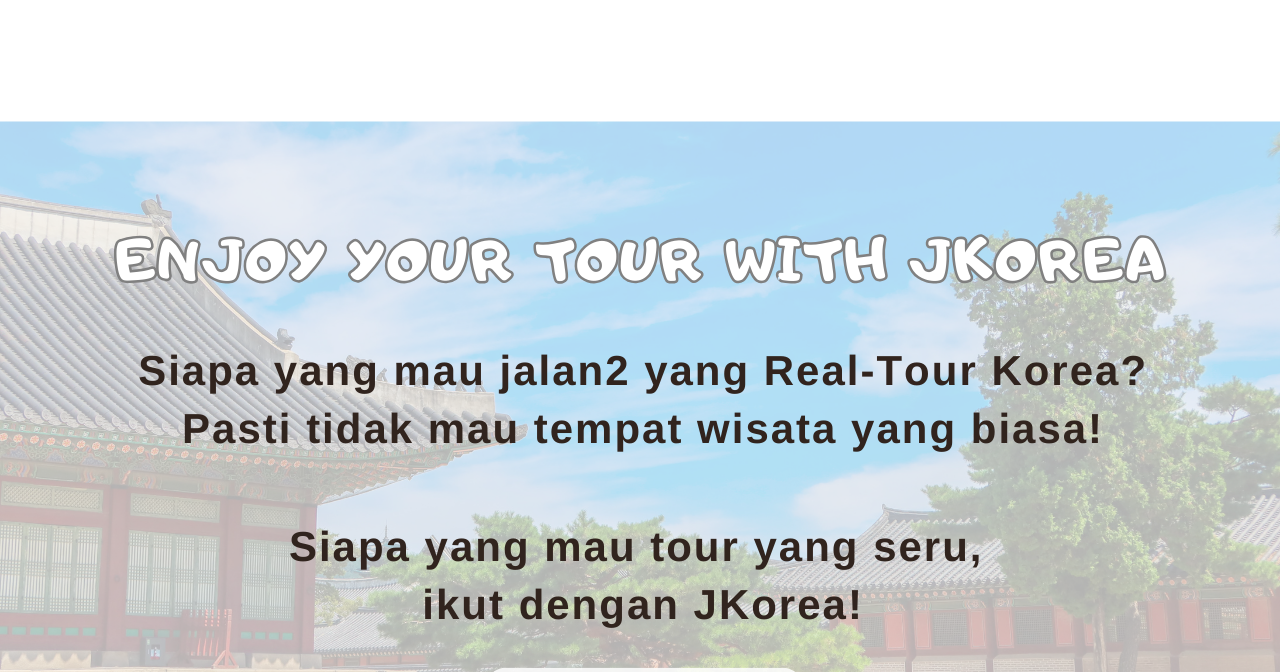 ENJOY YOUR TOUR WITH JKOREA
Siapa yang mau jalan2 yang Real-Tour Korea?
Pasti tidak mau tempat wisata yang biasa!
Siapa yang mau tour yang seru,
ikut dengan JKorea!